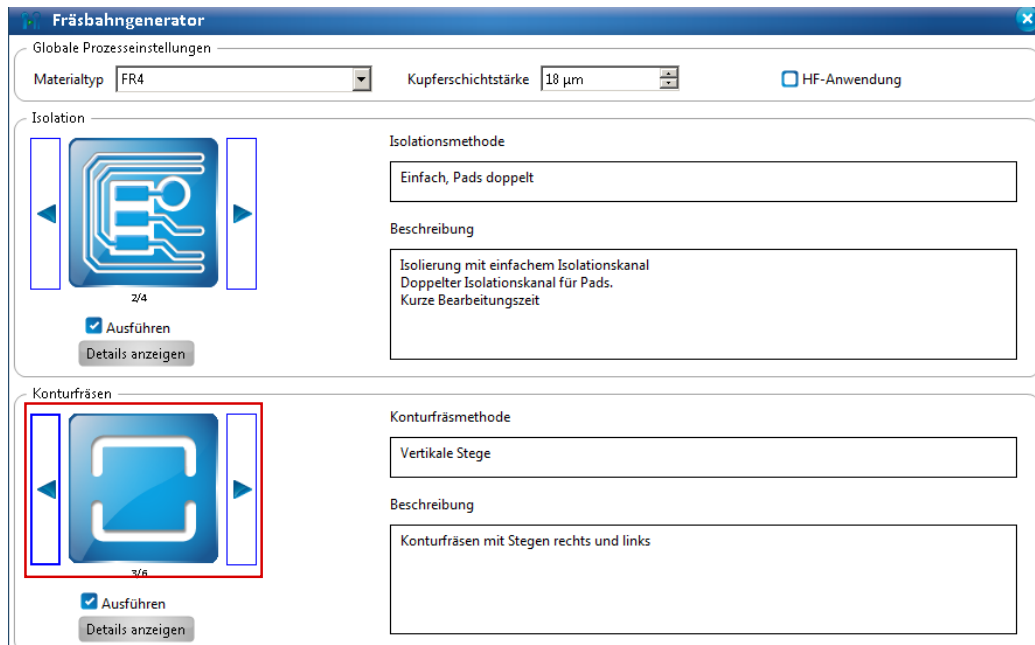 Fräsbahngenerator
Globale Prozesseinstellungen
Materialtyp FR4 Kupferschichtstärke 18 µm HF-Anwendung
Isolation
Isolationsmethode
Einfach, Pads doppelt
Beschreibung
Isolierung mit einfachem Isolationskanal
Doppelter Isolationskanal für Pads.
Kurze Bearbeitungszeit
2/4
Ausführen
Details anzeigen
Konturfräsen
Konturfräsmethode
Vertikale Stege
Beschreibung
Konturfräsen mit Stegen rechts und links
3/6
Ausführen
Details anzeigen